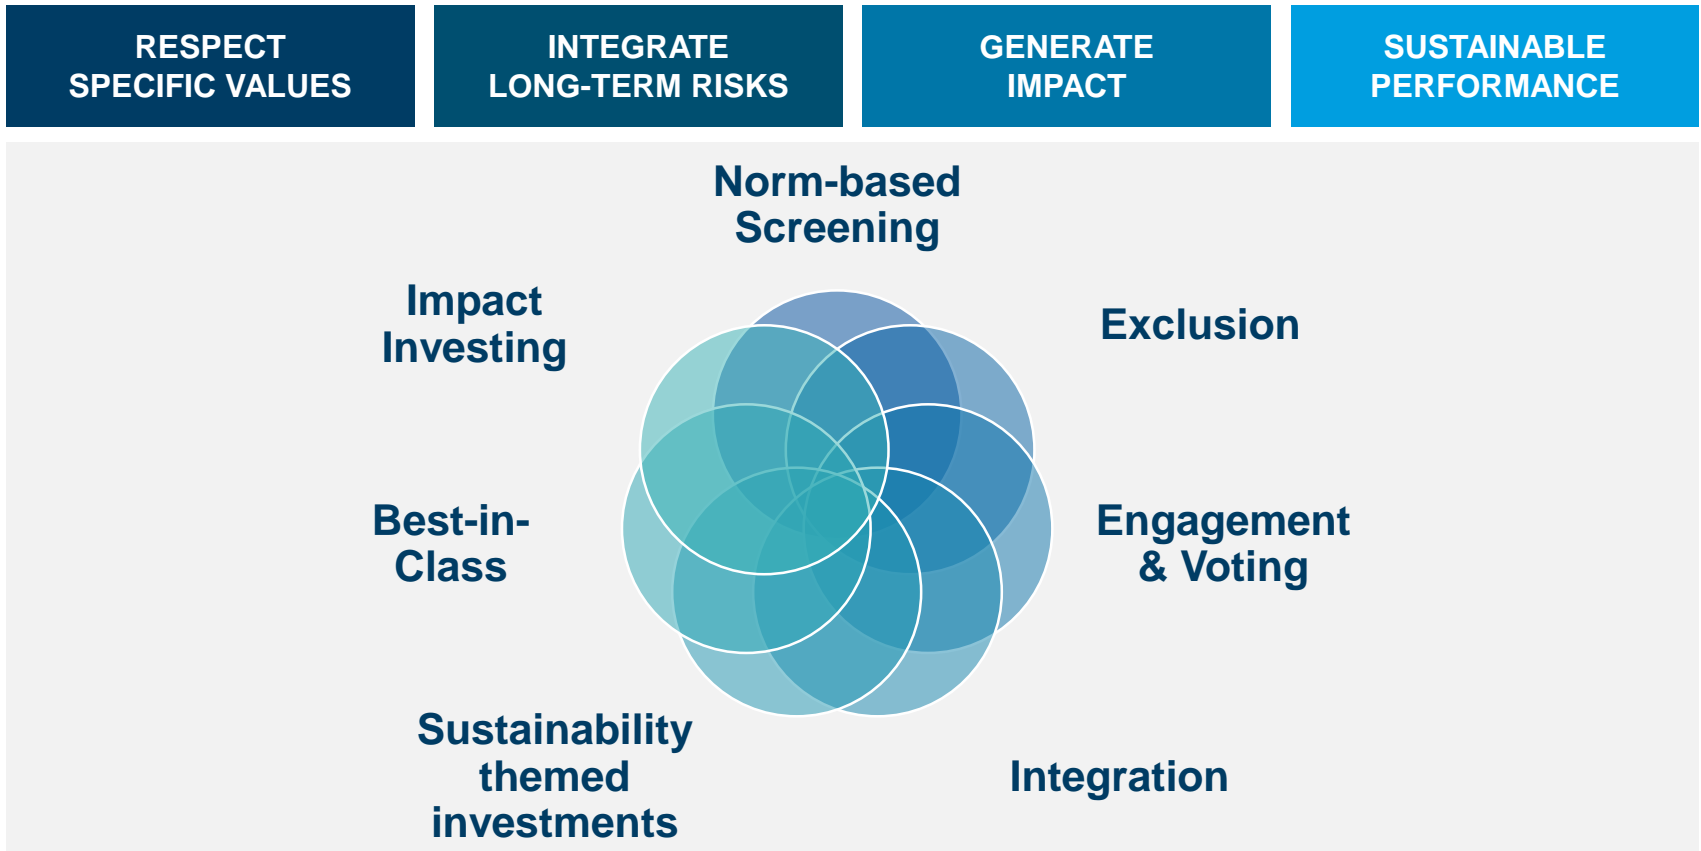 RESPECT
SPECIFIC VALUES
INTEGRATE
LONG-TERM RISKS
GENERATE
IMPACT
SUSTAINABLE
PERFORMANCE
Norm-based
Screening
Exclusion
Engagement
& Voting
Integration
Sustainability
themed
investments
Best-in-
Class
Impact
Investing